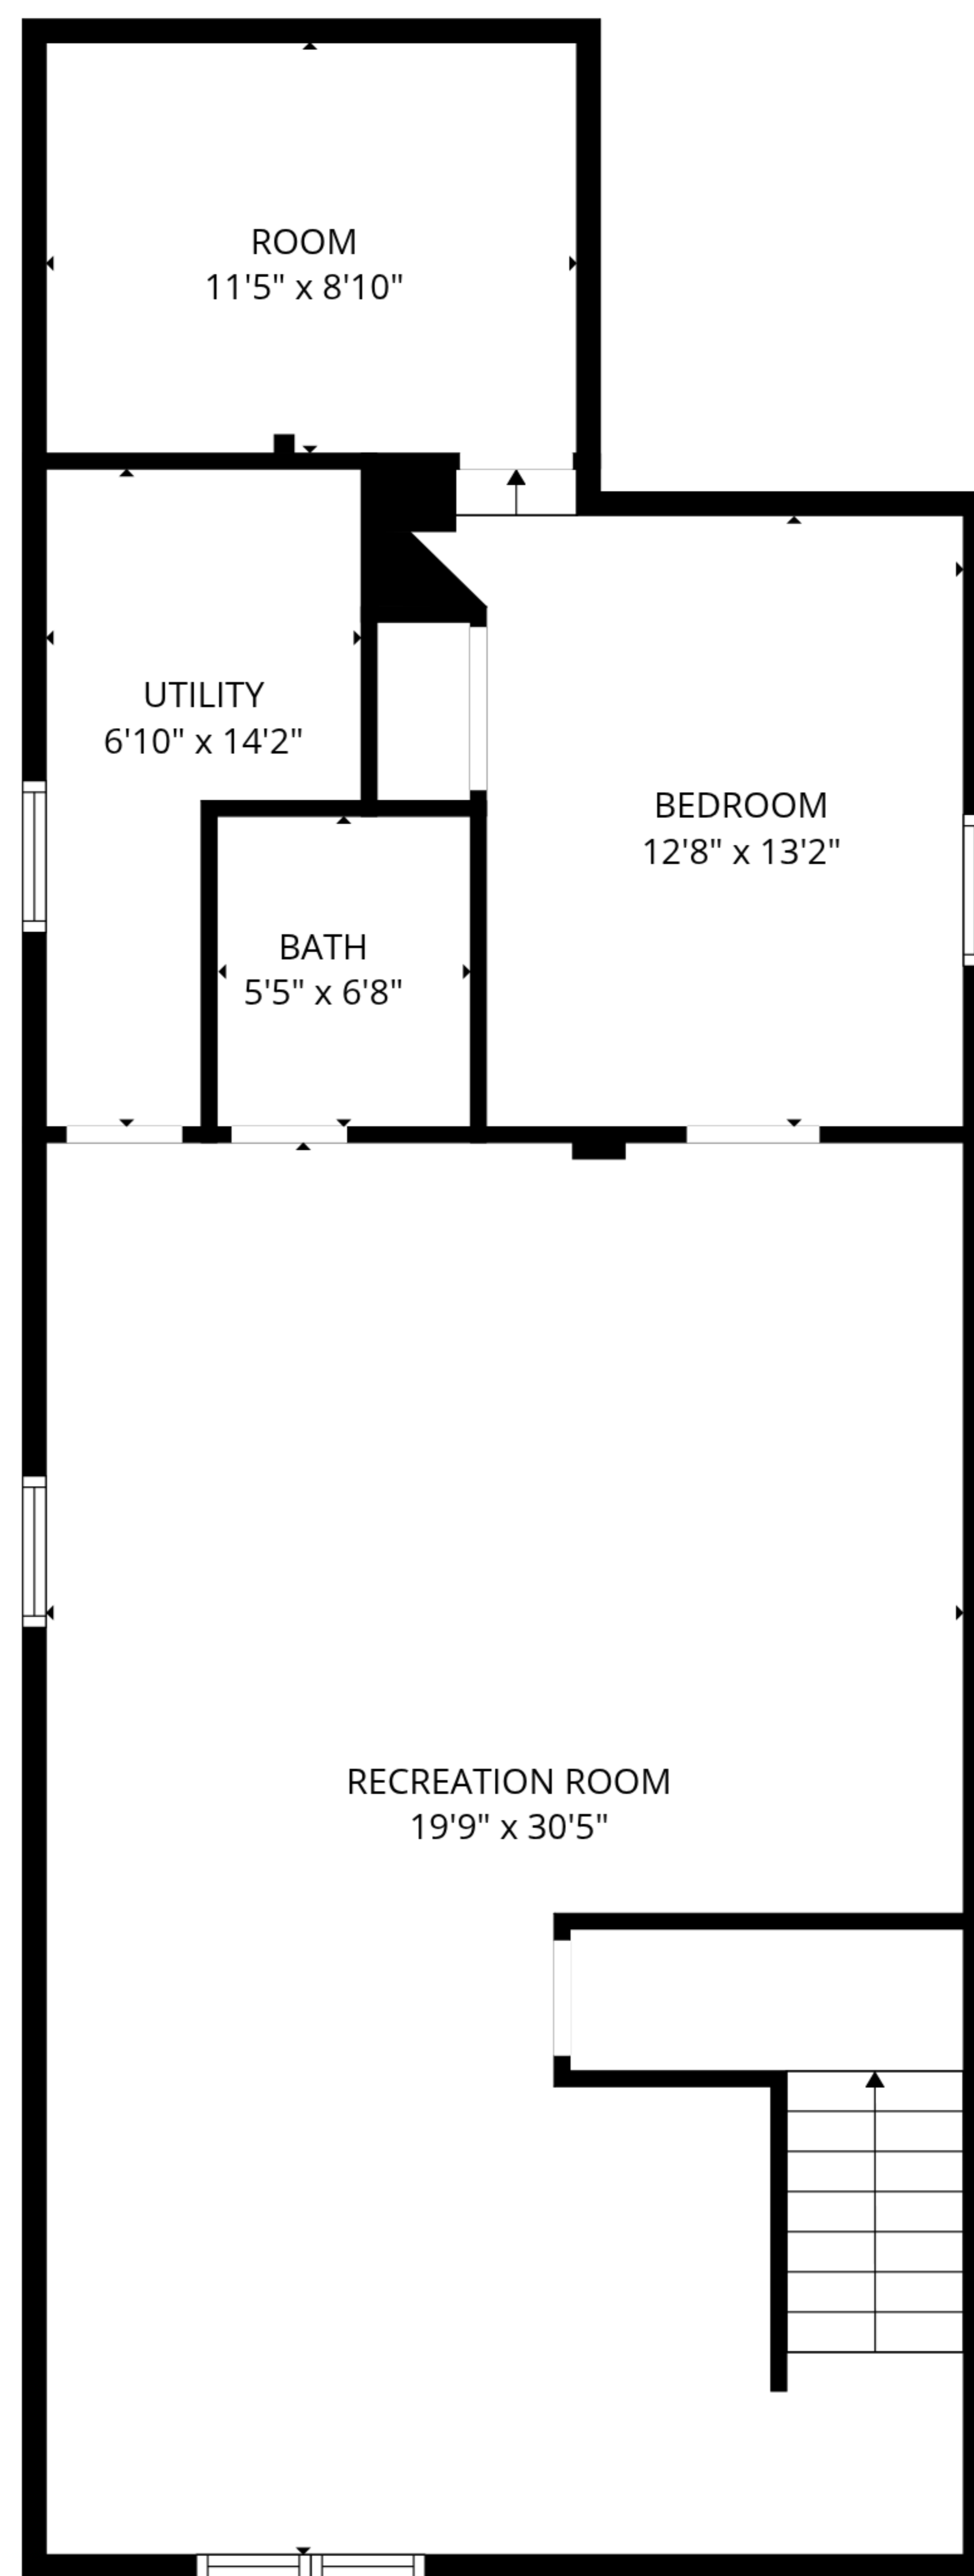 ROOM
11'5" x 8'10"
UTILITY
6'10" x 14'2"
BEDROOM
12'8" x 13'2"
BATH
5'5" x 6'8"
RECREATION ROOM
19'9" x 30'5"